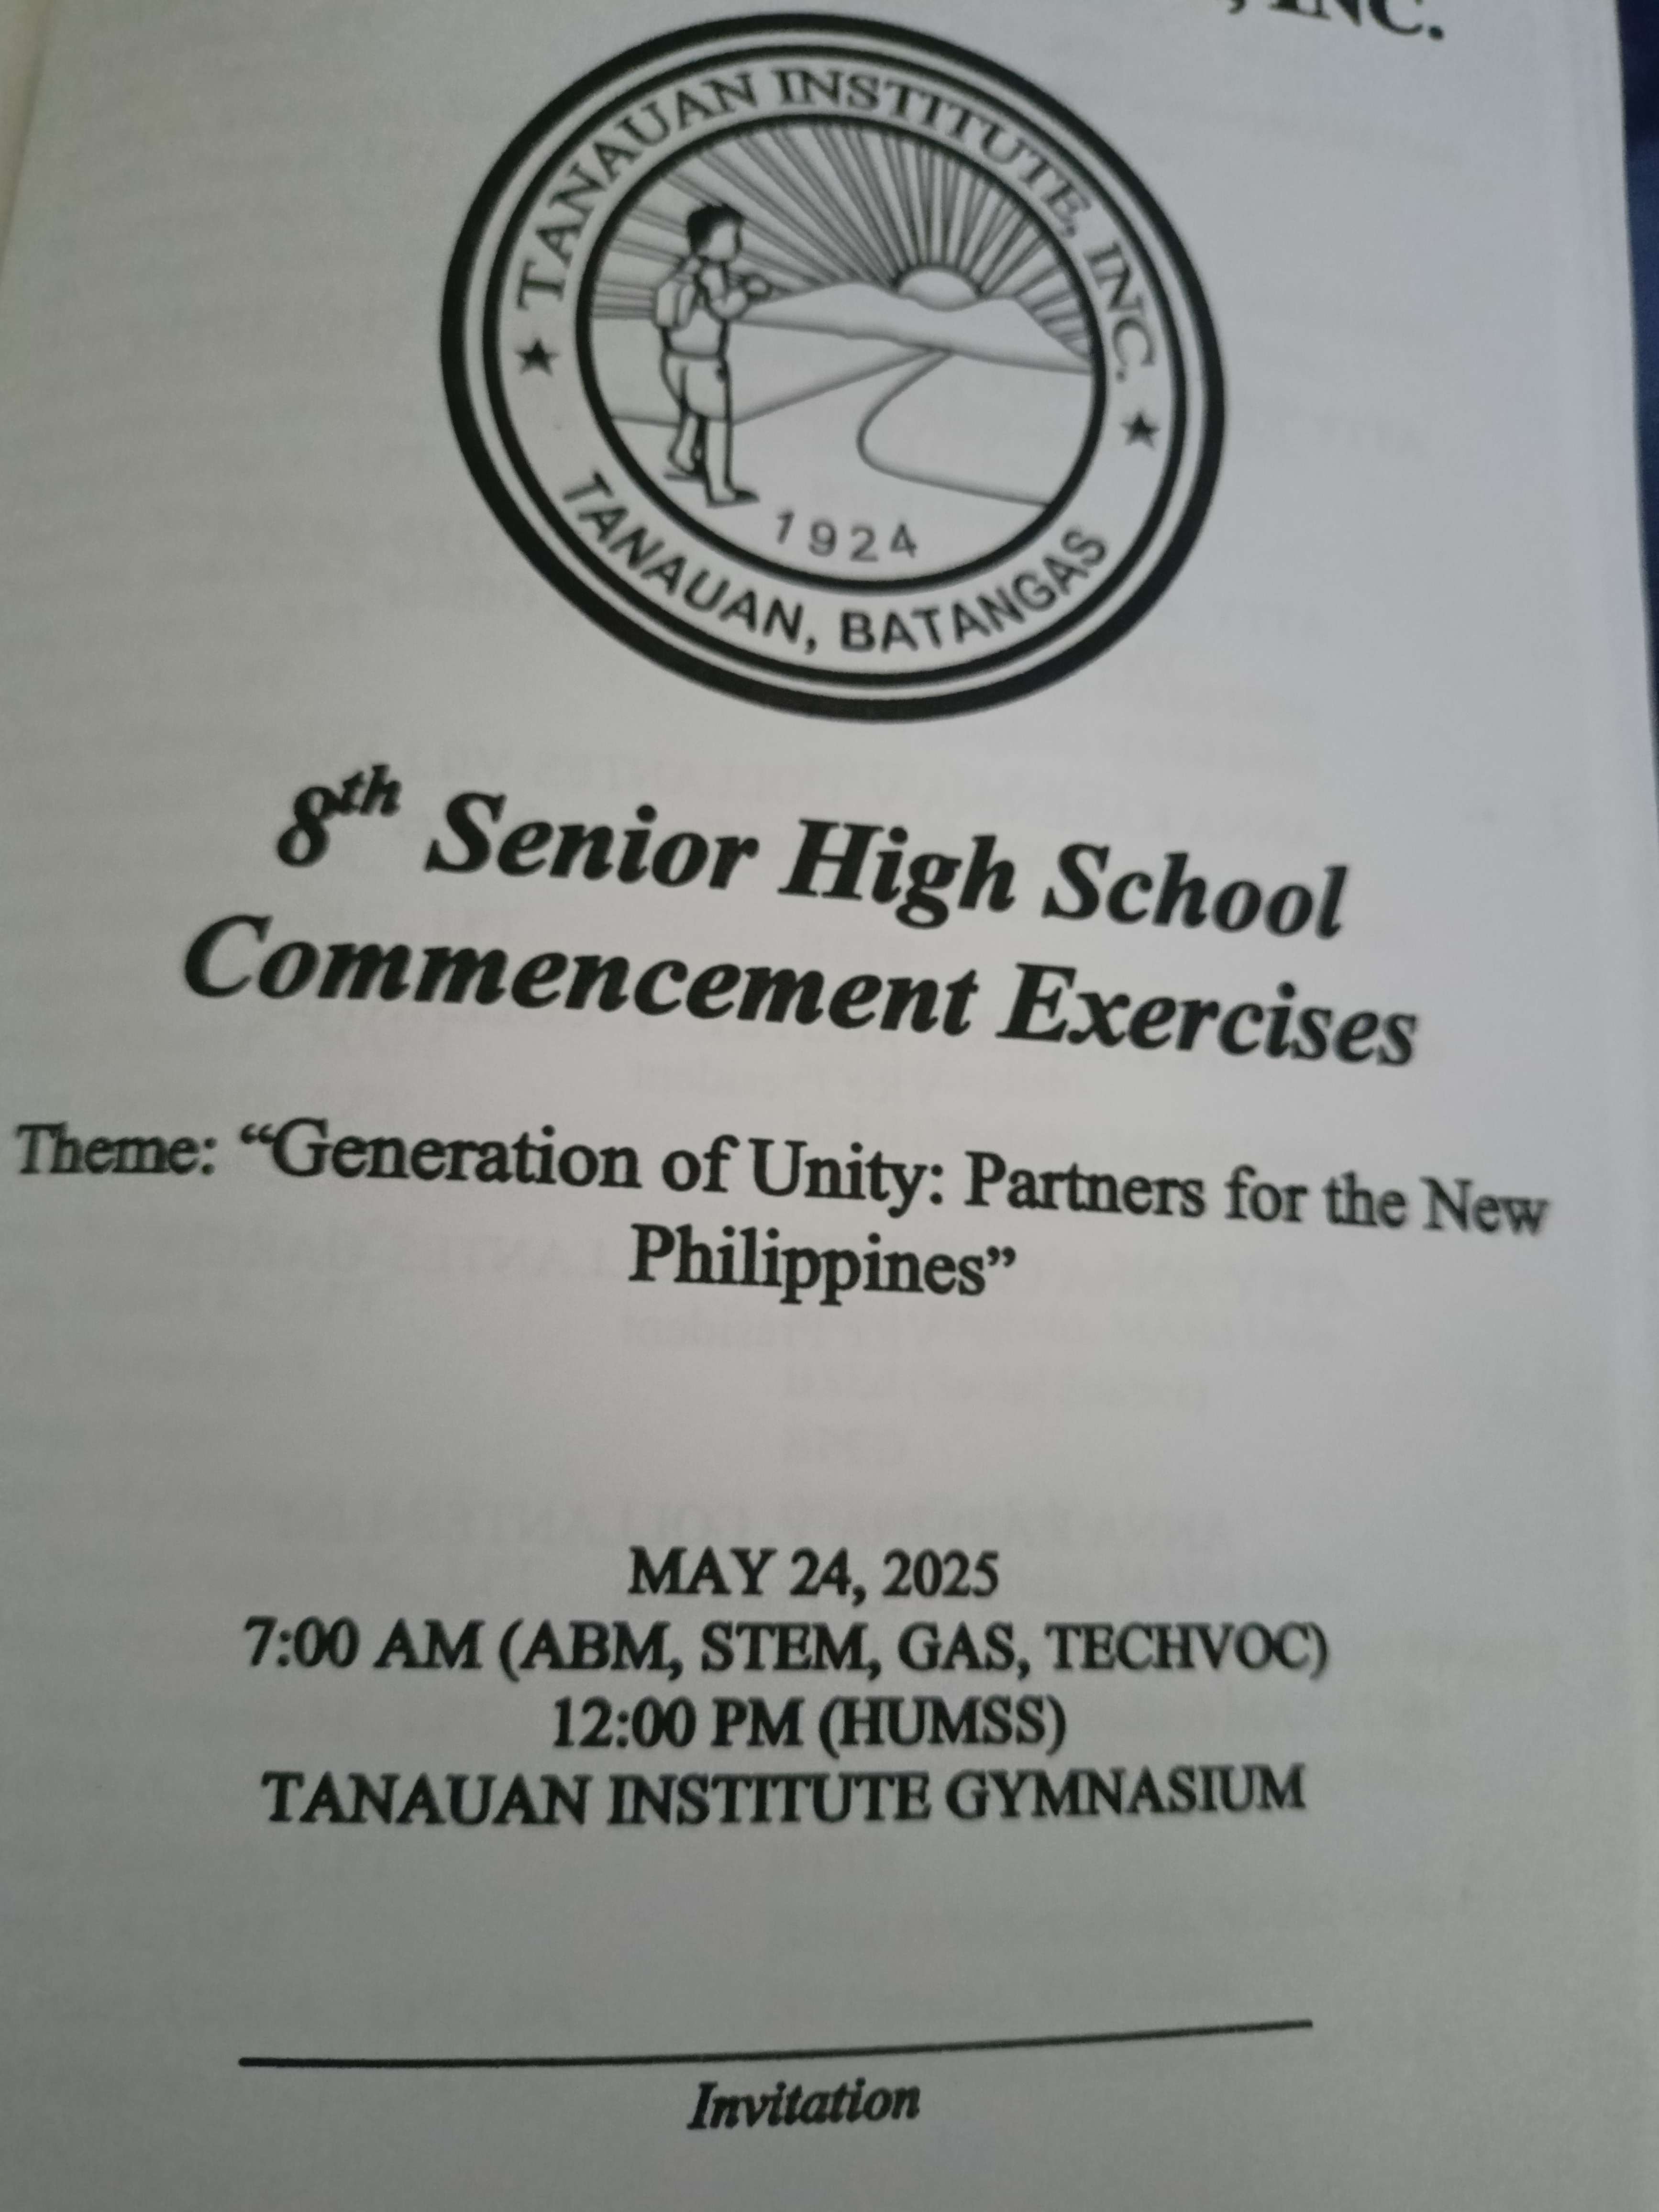 , INC.
★ TANAUAN INSTITUTE, INC. ★
1924
TANAUAN, BATANGAS
8th Senior High School
Commencement Exercises
Theme: “Generation of Unity: Partners for the New
Philippines”
MAY 24, 2025
7:00 AM (ABM, STEM, GAS, TECHVOC)
12:00 PM (HUMSS)
TANAUAN INSTITUTE GYMNASIUM
Invitation